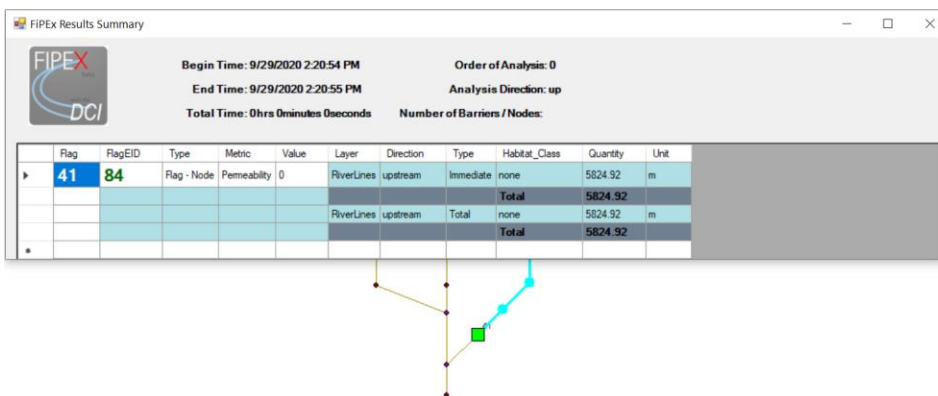 FiPEx Results Summary
FIPEX
DCI
Begin Time: 9/29/2020 2:20:54 PM
Order of Analysis: 0
End Time: 9/29/2020 2:20:55 PM
Analysis Direction: up
Total Time: 0hrs 0minutes 0seconds
Number of Barriers / Nodes:
Flag FlagEID Type Metric Value Layer Direction Type Habitat_Class Quantity Unit
41 84 Flag - Node Permeability 0 RiverLines upstream Immediate none 5824.92 m
Total 5824.92
RiverLines upstream Total none 5824.92 m
Total 5824.92